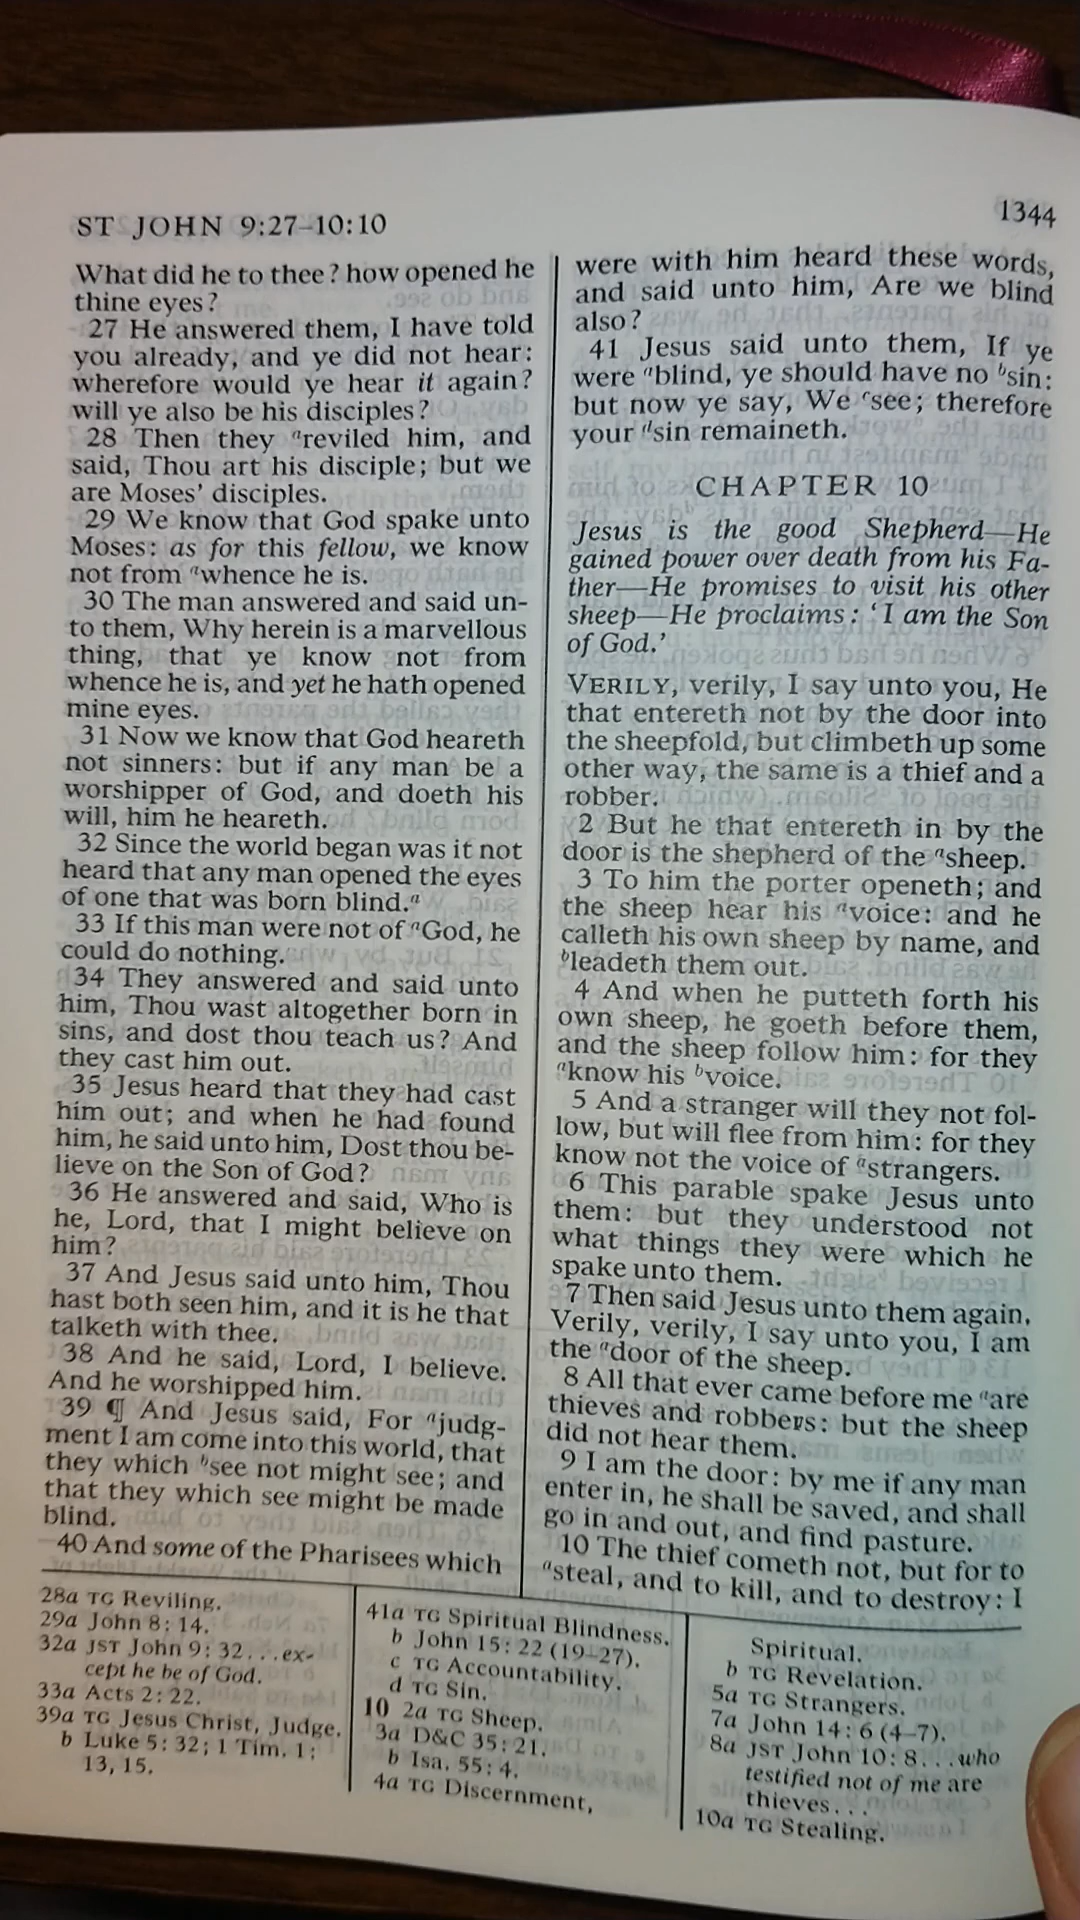 ST JOHN 9:27–10:10
1344
What did he to thee? how opened he
thine eyes?
27 He answered them, I have told
you already, and ye did not hear:
wherefore would ye hear it again?
will ye also be his disciples?
28 Then they ᵃreviled him, and
said, Thou art his disciple; but we
are Moses’ disciples.
29 We know that God spake unto
Moses: as for this fellow, we know
not from ᵃwhence he is.
30 The man answered and said un-
to them, Why herein is a marvellous
thing, that ye know not from
whence he is, and yet he hath opened
mine eyes.
31 Now we know that God heareth
not sinners: but if any man be a
worshipper of God, and doeth his
will, him he heareth.
32 Since the world began was it not
heard that any man opened the eyes
of one that was born blind.ᵃ
33 If this man were not of ᵃGod, he
could do nothing.
34 They answered and said unto
him, Thou wast altogether born in
sins, and dost thou teach us? And
they cast him out.
35 Jesus heard that they had cast
him out; and when he had found
him, he said unto him, Dost thou be-
lieve on the Son of God?
36 He answered and said, Who is
he, Lord, that I might believe on
him?
37 And Jesus said unto him, Thou
hast both seen him, and it is he that
talketh with thee.
38 And he said, Lord, I believe.
And he worshipped him.
39 ¶ And Jesus said, For ᵃjudg-
ment I am come into this world, that
they which ᵇsee not might see; and
that they which see might be made
blind.
40 And some of the Pharisees which
were with him heard these words,
and said unto him, Are we blind
also?
41 Jesus said unto them, If ye
were ᵃblind, ye should have no ᵇsin:
but now ye say, We ᶜsee; therefore
your ᵈsin remaineth.
CHAPTER 10
Jesus is the good Shepherd—He
gained power over death from his Fa-
ther—He promises to visit his other
sheep—He proclaims: ‘I am the Son
of God.’
VERILY, verily, I say unto you, He
that entereth not by the door into
the sheepfold, but climbeth up some
other way, the same is a thief and a
robber.
2 But he that entereth in by the
door is the shepherd of the ᵃsheep.
3 To him the porter openeth; and
the sheep hear his ᵃvoice: and he
calleth his own sheep by name, and
ᵇleadeth them out.
4 And when he putteth forth his
own sheep, he goeth before them,
and the sheep follow him: for they
ᵃknow his ᵇvoice.
5 And a stranger will they not fol-
low, but will flee from him: for they
know not the voice of ᵃstrangers.
6 This parable spake Jesus unto
them: but they understood not
what things they were which he
spake unto them.
7 Then said Jesus unto them again,
Verily, verily, I say unto you, I am
the ᵃdoor of the sheep.
8 All that ever came before me ᵃare
thieves and robbers: but the sheep
did not hear them.
9 I am the door: by me if any man
enter in, he shall be saved, and shall
go in and out, and find pasture.
10 The thief cometh not, but for to
ᵃsteal, and to kill, and to destroy: I
28a TG Reviling.
29a John 8: 14.
32a JST John 9: 32...ex-
cept he be of God.
33a Acts 2: 22.
39a TG Jesus Christ, Judge.
b Luke 5: 32; 1 Tim. 1:
13, 15.
41a TG Spiritual Blindness.
b John 15: 22 (19–27).
c TG Accountability.
d TG Sin.
10 2a TG Sheep.
3a D&C 35: 21.
b Isa. 55: 4.
4a TG Discernment,
Spiritual.
b TG Revelation.
5a TG Strangers.
7a John 14: 6 (4–7).
8a JST John 10: 8...who
testified not of me are
thieves...
10a TG Stealing.